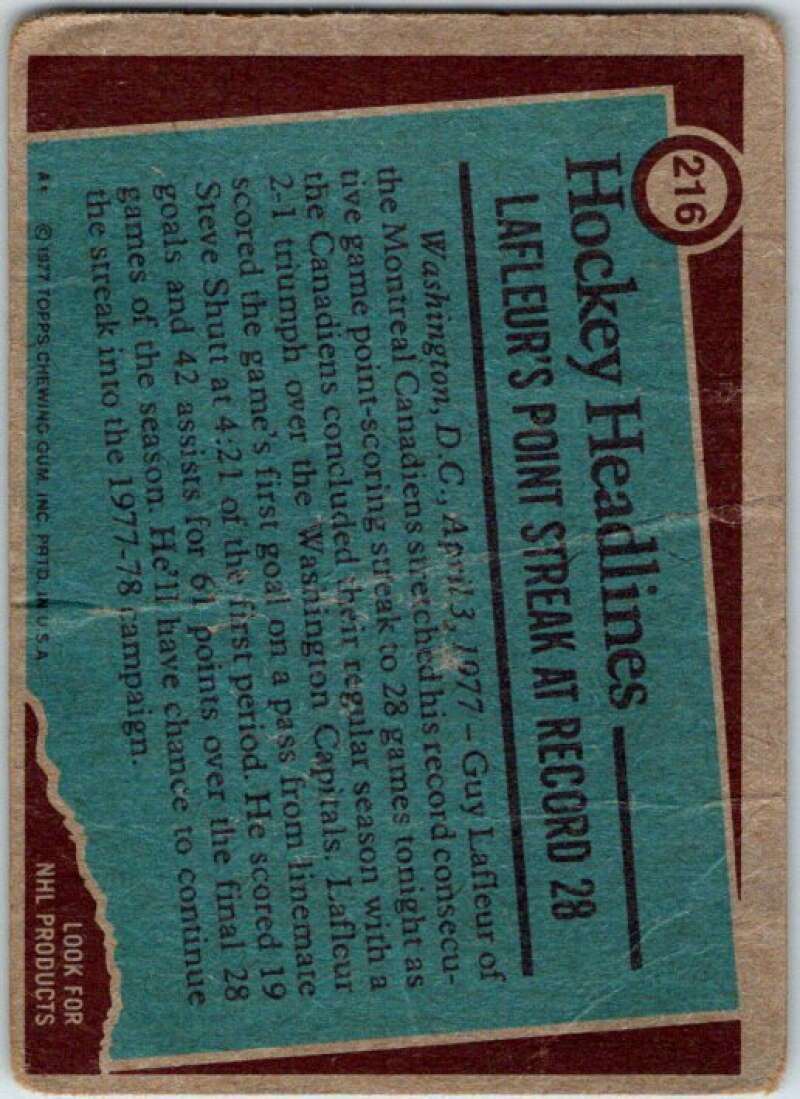 216
Hockey Headlines
LAFLEUR'S POINT STREAK AT RECORD 28
Washington, D.C., April 3, 1977 – Guy Lafleur of
the Montreal Canadiens stretched his record consecu-
tive game point-scoring streak to 28 games tonight as
the Canadiens concluded their regular season with a
2-1 triumph over the Washington Capitals. Lafleur
scored the game's first goal on a pass from linemate
Steve Shutt at 4:21 of the first period. He scored 19
goals and 42 assists for 61 points over the final 28
games of the season. He'll have chance to continue
the streak into the 1977-78 campaign.
LOOK FOR
NHL PRODUCTS
A* © 1977 TOPPS CHEWING GUM, INC. PRTD. IN U.S.A.